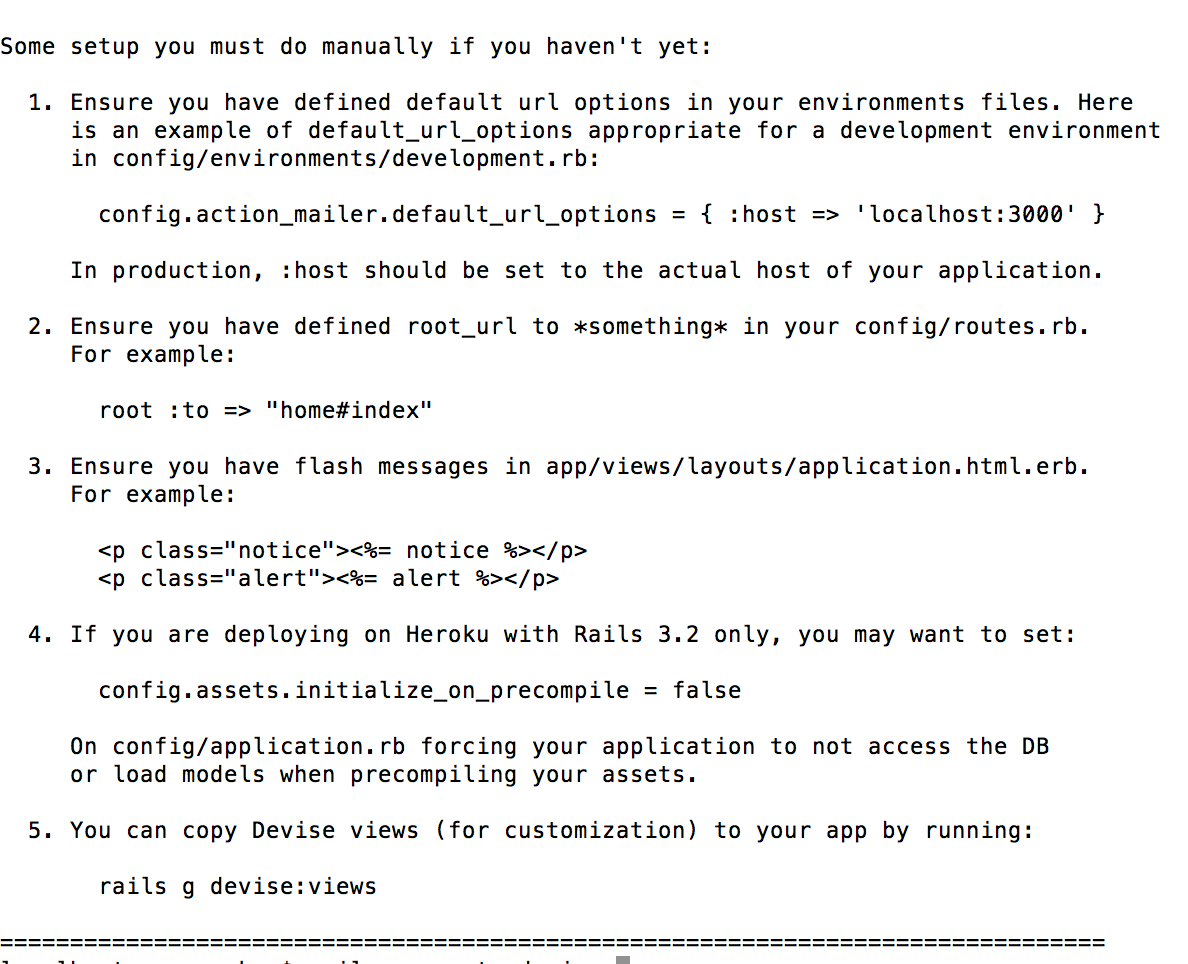 Some setup you must do manually if you haven't yet:
1. Ensure you have defined default url options in your environments files. Here
is an example of default_url_options appropriate for a development environment
in config/environments/development.rb:
config.action_mailer.default_url_options = { :host => 'localhost:3000' }
In production, :host should be set to the actual host of your application.
2. Ensure you have defined root_url to *something* in your config/routes.rb.
For example:
root :to => "home#index"
3. Ensure you have flash messages in app/views/layouts/application.html.erb.
For example:
<p class="notice"><%= notice %></p>
<p class="alert"><%= alert %></p>
4. If you are deploying on Heroku with Rails 3.2 only, you may want to set:
config.assets.initialize_on_precompile = false
On config/application.rb forcing your application to not access the DB
or load models when precompiling your assets.
5. You can copy Devise views (for customization) to your app by running:
rails g devise:views
===============================================================================